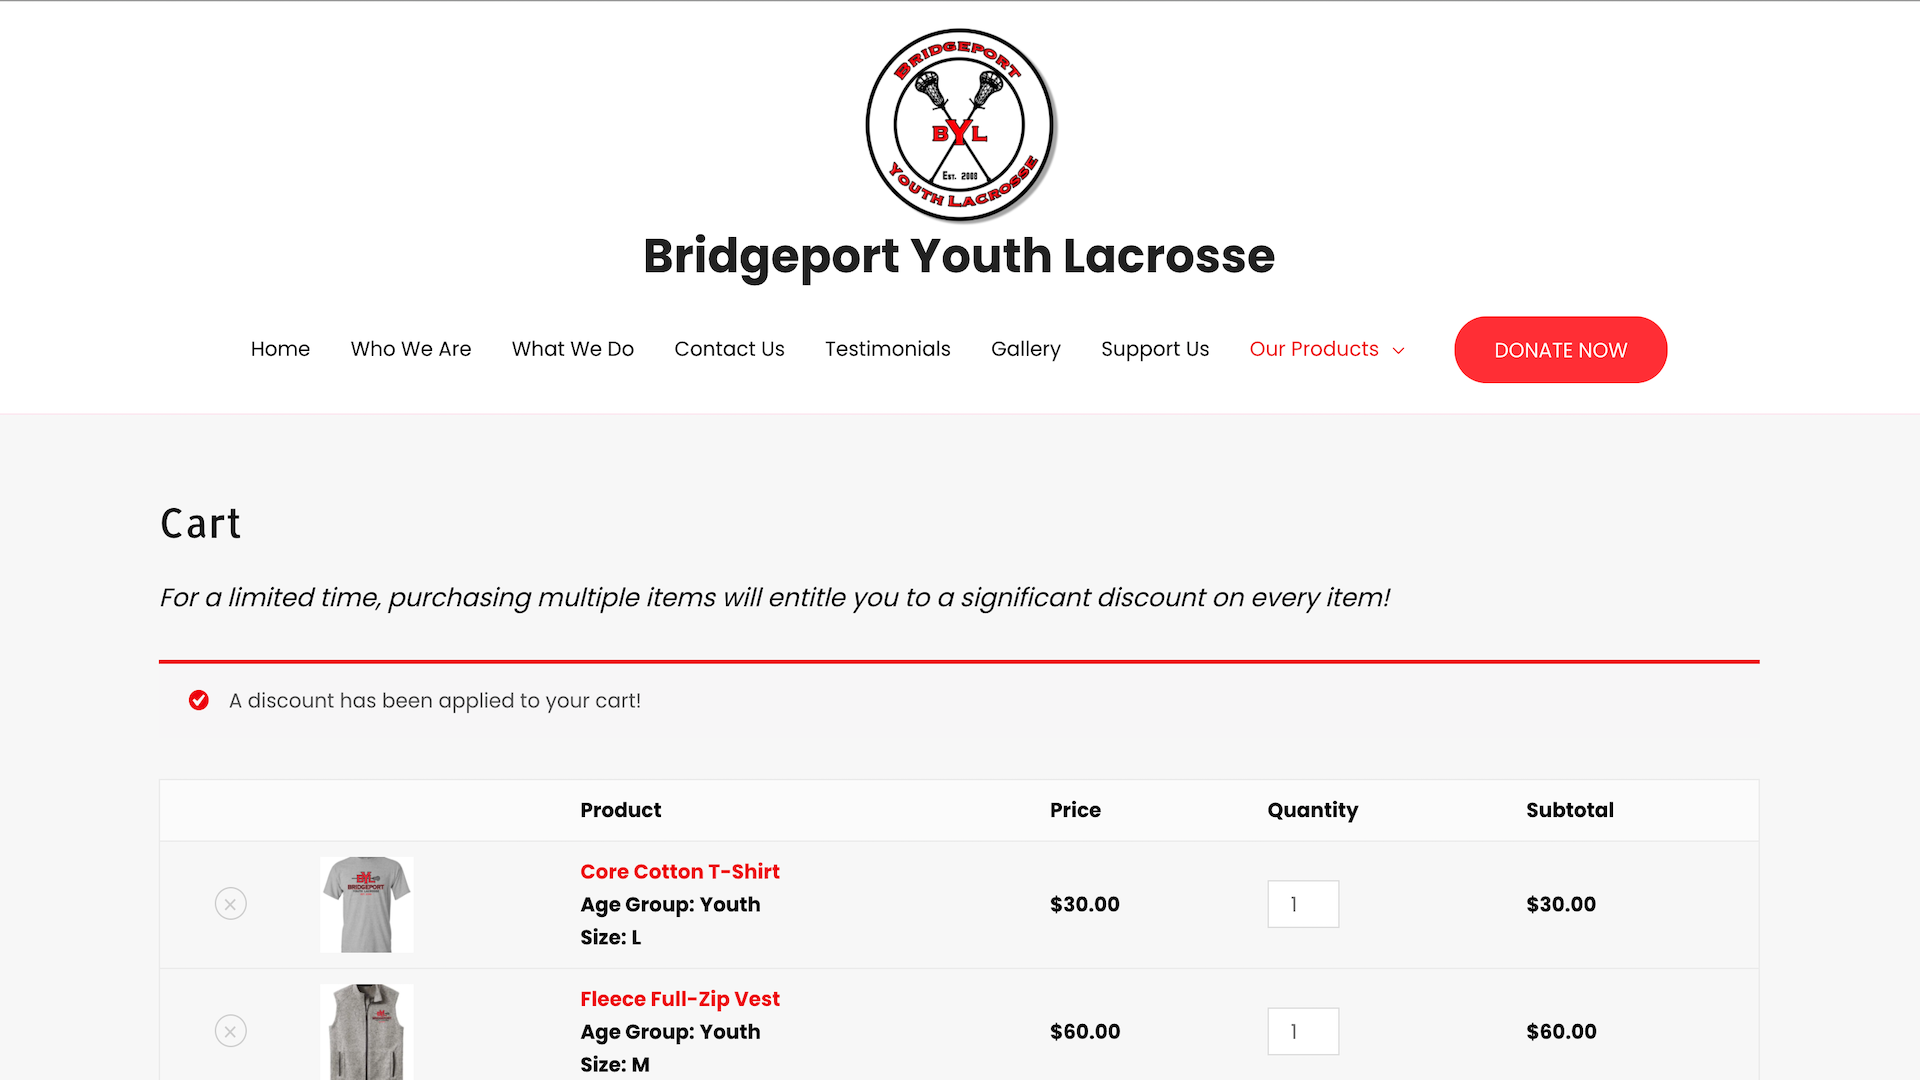 BRIDGEPORT
BYL
Est. 2008
YOUTH LACROSSE
Bridgeport Youth Lacrosse
Home Who We Are What We Do Contact Us Testimonials Gallery Support Us Our Products DONATE NOW
Cart
For a limited time, purchasing multiple items will entitle you to a significant discount on every item!
A discount has been applied to your cart!
Product Price Quantity Subtotal
Core Cotton T-Shirt
BYL
BRIDGEPORT
Age Group: Youth $30.00 1 $30.00
Size: L
Fleece Full-Zip Vest
Age Group: Youth $60.00 1 $60.00
Size: M